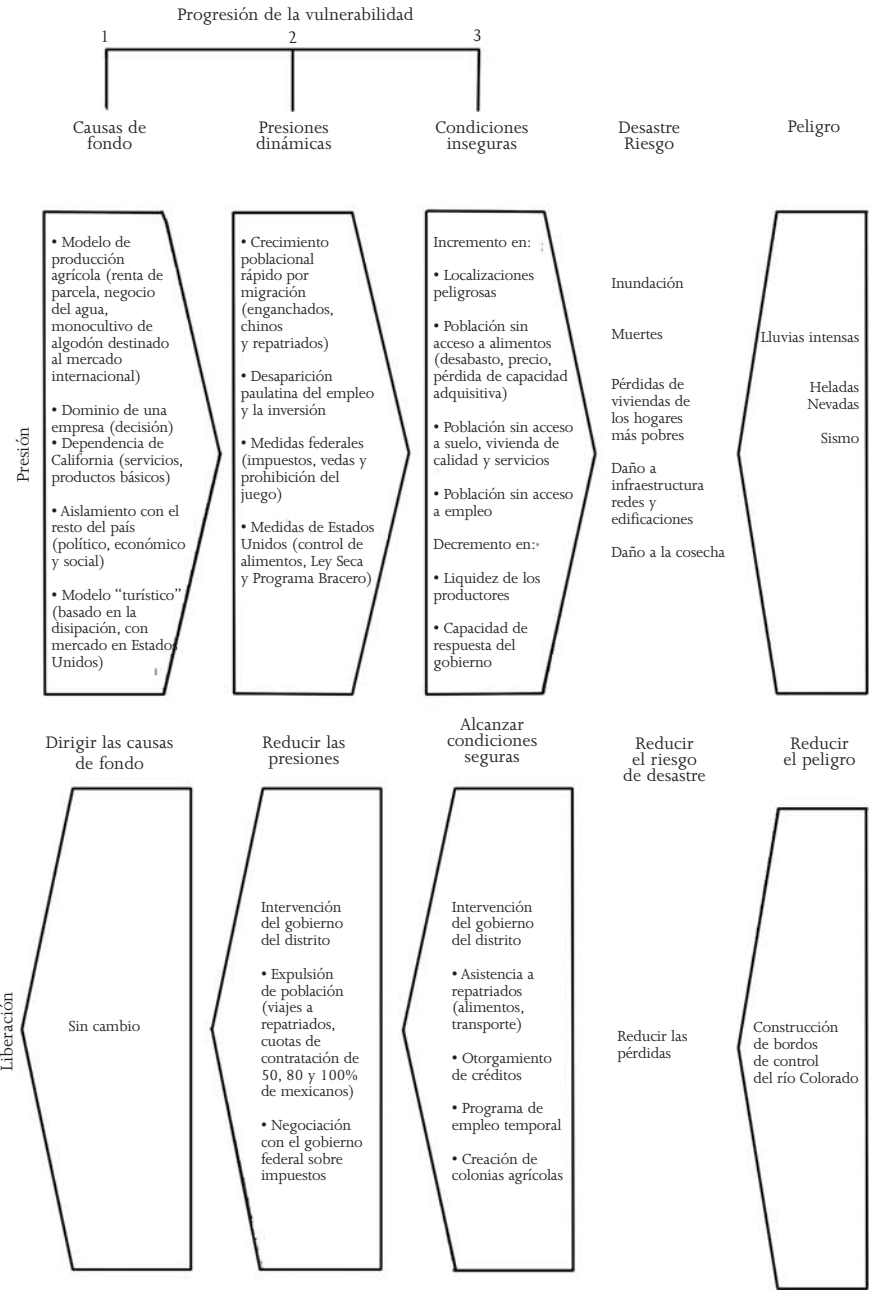 Progresión de la vulnerabilidad
1
2
3
Causas de
fondo
Presiones
dinámicas
Condiciones
inseguras
Desastre
Riesgo
Peligro
Presión
• Modelo de
producción
agrícola (renta de
parcela, negocio
del agua,
monocultivo de
algodón destinado
al mercado
internacional)
• Dominio de una
empresa (decisión)
• Dependencia de
California (servicios,
productos básicos)
• Aislamiento con el
resto del país
(político, económico
y social)
• Modelo “turístico”
(basado en la
disipación, con
mercado en Estados
Unidos)
• Crecimiento
poblacional
rápido por
migración
(enganchados,
chinos
y repatriados)
• Desaparición
paulatina del empleo
y la inversión
• Medidas federales
(impuestos, vedas y
prohibición del
juego)
• Medidas de Estados
Unidos (control de
alimentos, Ley Seca
y Programa Bracero)
Incremento en:
• Localizaciones
peligrosas
• Población sin
acceso a alimentos
(desabasto, precio,
pérdida de capacidad
adquisitiva)
• Población sin acceso
a suelo, vivienda de
calidad y servicios
• Población sin acceso
a empleo
Decremento en:
• Liquidez de los
productores
• Capacidad de
respuesta del
gobierno
Inundación
Muertes
Pérdidas de
viviendas de
los hogares
más pobres
Daño a
infraestructura
redes y
edificaciones
Daño a la cosecha
Lluvias intensas
Heladas
Nevadas
Sismo
Dirigir las causas
de fondo
Reducir las
presiones
Alcanzar
condiciones
seguras
Reducir
el riesgo
de desastre
Reducir
el peligro
Liberación
Sin cambio
Intervención
del gobierno
del distrito
• Expulsión
de población
(viajes a
repatriados,
cuotas de
contratación de
50, 80 y 100%
de mexicanos)
• Negociación
con el gobierno
federal sobre
impuestos
Intervención
del gobierno
del distrito
• Asistencia a
repatriados
(alimentos,
transporte)
• Otorgamiento
de créditos
• Programa de
empleo temporal
• Creación de
colonias agrícolas
Reducir las
pérdidas
Construcción
de bordos
de control
del río Colorado